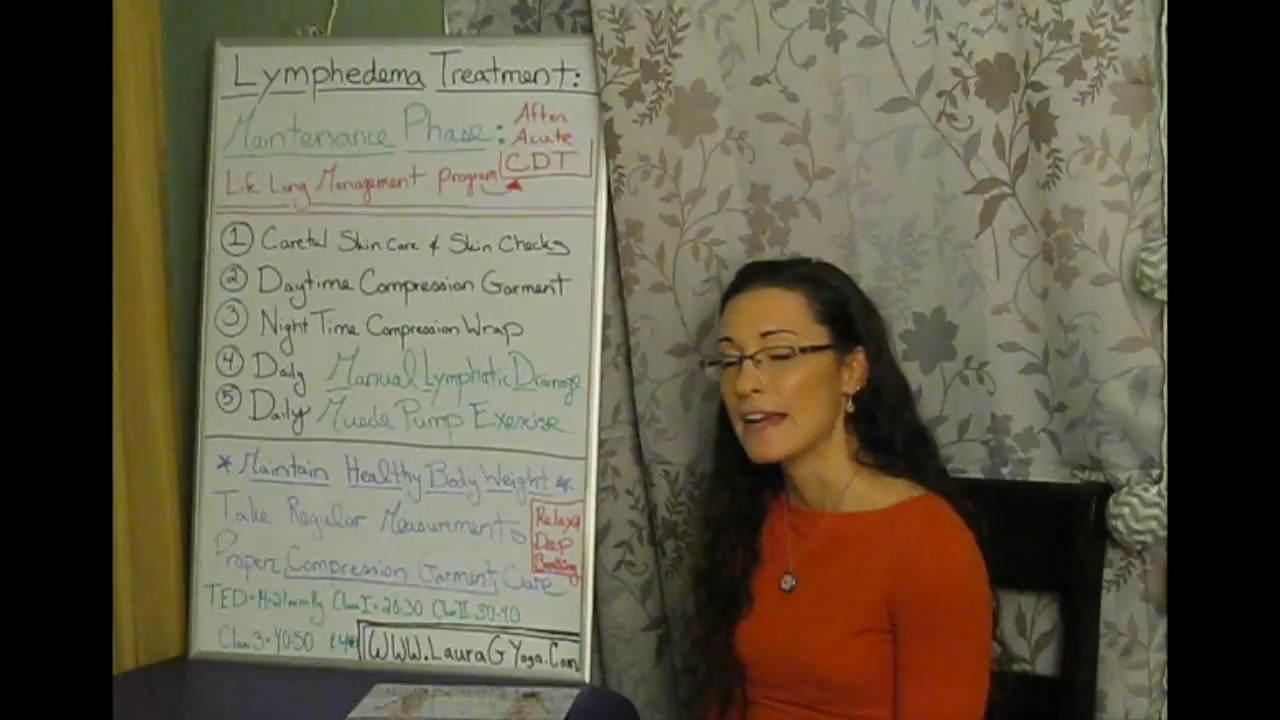 Lymphedema Treatment:
Maintenance Phase:
After
Acute
CDT
Life Long Management Program
1 Careful Skin Care & Skin Checks
2 Daytime Compression Garment
3 Night Time Compression Wrap
4 Daily Manual Lymphatic Drainage
5 Daily Muscle Pump Exercise
* Maintain Healthy Body Weight *
Take Regular Measurements
Relaxed
Deep
Breathing
Proper Compression Garment Care
Class I = 20-30 Class II 30-40
Class 3 = 40-50
WWW.LauraGYoga.Com